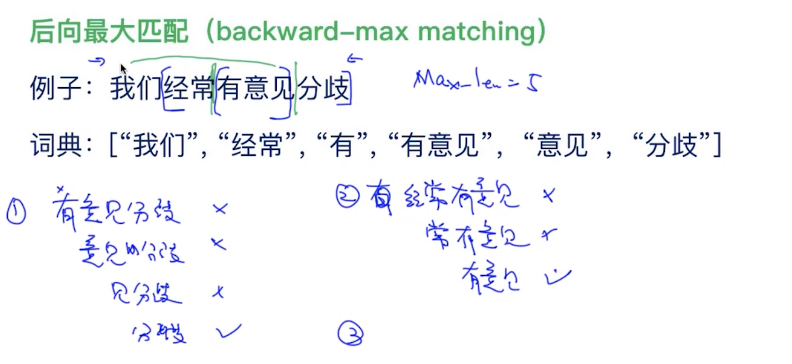 后向最大匹配（backward-max matching）
例子：我们经常有意见分歧 Max-len = 5
词典：[“我们”, “经常”, “有”, “有意见”, “意见”, “分歧”]
① 有意见分歧 ×
意见分歧 ×
见分歧 ×
分歧 ✓
② 经常有意见 ×
常有意见 ×
有意见 ✓
③